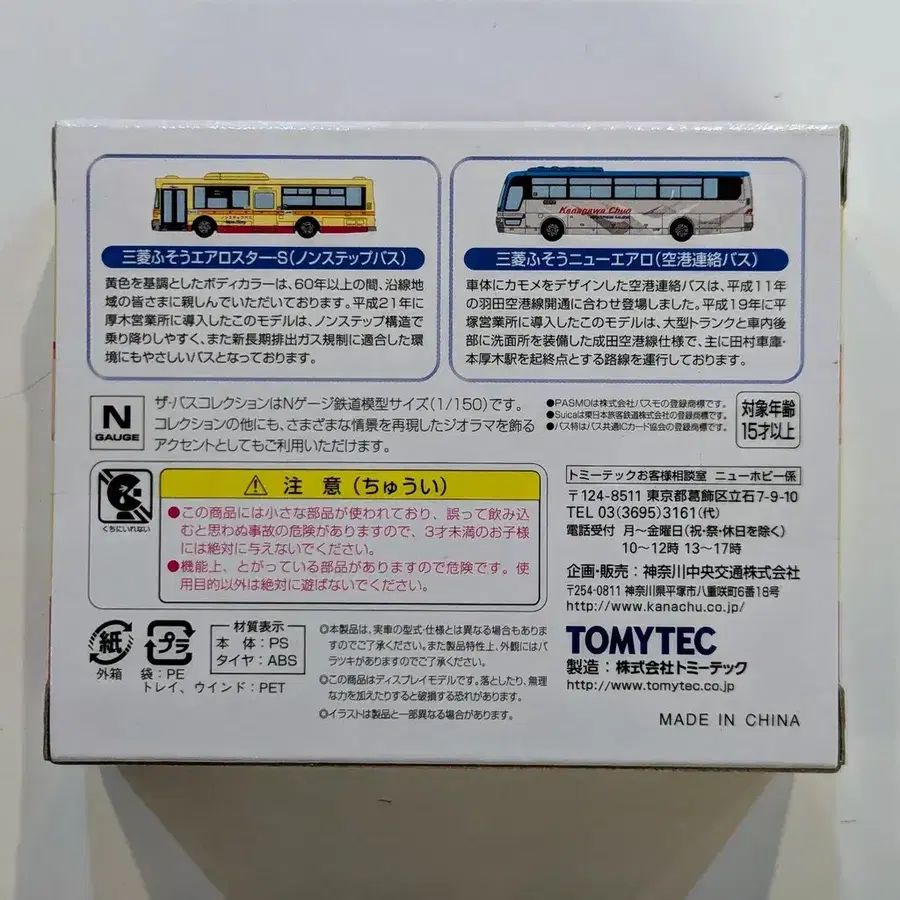 ノンステップバス
Kanagawa Chuo
三菱ふそうエアロスター-S(ノンステップバス)
黄色を基調としたボディカラーは、60年以上の間、沿線地
域の皆さまに親しんでいただいております。平成21年に
厚木営業所に導入したこのモデルは、ノンステップ構造で
乗り降りしやすく、また新長期排出ガス規制に適合した環
境にもやさしいバスとなっております。
三菱ふそうニューエアロ(空港連絡バス)
車体にカモメをデザインした空港連絡バスは、平成11年
の羽田空港線開通に合わせ登場しました。平成19年に平
塚営業所に導入したこのモデルは、大型トランクと車内後
部に洗面所を装備した成田空港線仕様で、主に田村車庫・
本厚木駅を起終点とする路線を運行しております。
N
GAUGE
ザ・バスコレクションはNゲージ鉄道模型サイズ(1/150)です。
コレクションの他にも、さまざまな情景を再現したジオラマを飾る
アクセントとしてもご利用いただけます。
●PASMOは株式会社パスモの登録商標です。
●Suicaは東日本旅客鉄道株式会社の登録商標です。
●バス特はバス共通ICカード協会の登録商標です。
対象年齢
15才以上
くちにいれない
注意(ちゅうい)
●この商品には小さな部品が使われており、誤って飲み込
むと思わぬ事故の危険がありますので、3才未満のお子様
には絶対に与えないでください。
●機能上、とがっている部品がありますので危険です。使
用目的以外は絶対に遊ばないでください。
トミーテックお客様相談室 ニューホビー係
〒124-8511 東京都葛飾区立石7-9-10
TEL 03(3695)3161(代)
電話受付 月〜金曜日(祝・祭・休日を除く)
10〜12時 13〜17時
企画・販売:神奈川中央交通株式会社
〒254-0811 神奈川県平塚市八重咲町6番18号
http://www.kanachu.co.jp/
TOMYTEC
製造:株式会社トミーテック
http://www.tomytec.co.jp
MADE IN CHINA
紙
外箱
プラ
袋:PE
トレイ、ウインド:PET
材質表示
本体:PS
タイヤ:ABS
◎本製品は、実車の型式・仕様とは異なる場合もありま
すのでご了承ください。また製品特性上、外観にはバ
ラツキがありますのでご了承ください。
◎この商品はディスプレイモデルです。落としたり、無理
な力を加えたりすると破損する恐れがあります。
◎イラストは製品と一部異なる場合があります。